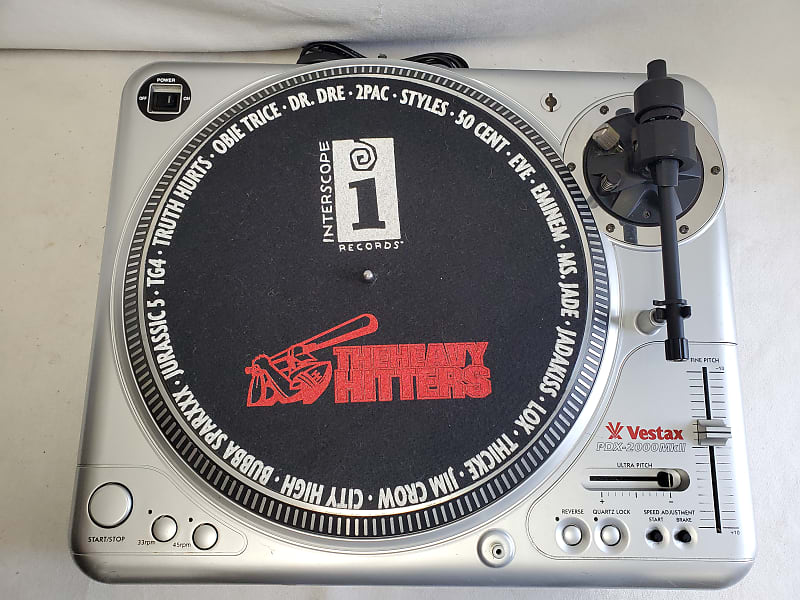 POWER
OFF ON
OBIE TRICE · DR. DRE · 2PAC · STYLES · 50 CENT · EVE · EMINEM · MS. JADE · JADAKISS · LOX · THICKE · JIM CROW · CITY HIGH · BUBBA SPARXXX · JURASSIC 5 · TG4 · TRUTH HURTS ·
INTERSCOPE
i
RECORDS
THE HEAVY
HITTERS
FINE PITCH
-10
Vestax
PDX-2000MkII
ULTRA PITCH
+ -
REVERSE QUARTZ LOCK SPEED ADJUSTMENT
START BRAKE
+10
START/STOP
33rpm 45rpm